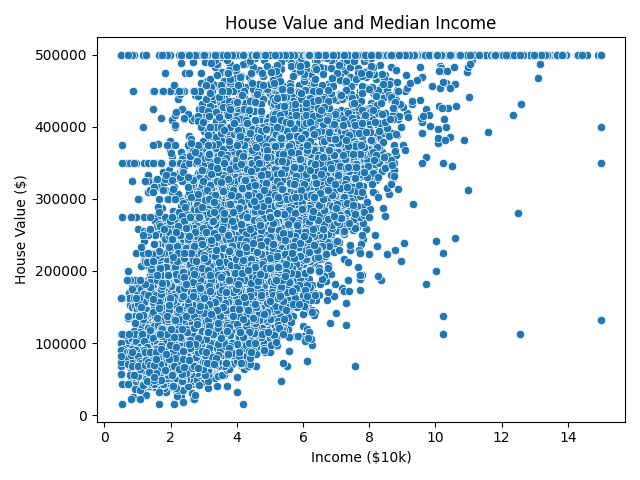 House Value and Median Income
House Value ($)
500000
400000
300000
200000
100000
0
0 2 4 6 8 10 12 14
Income ($10k)